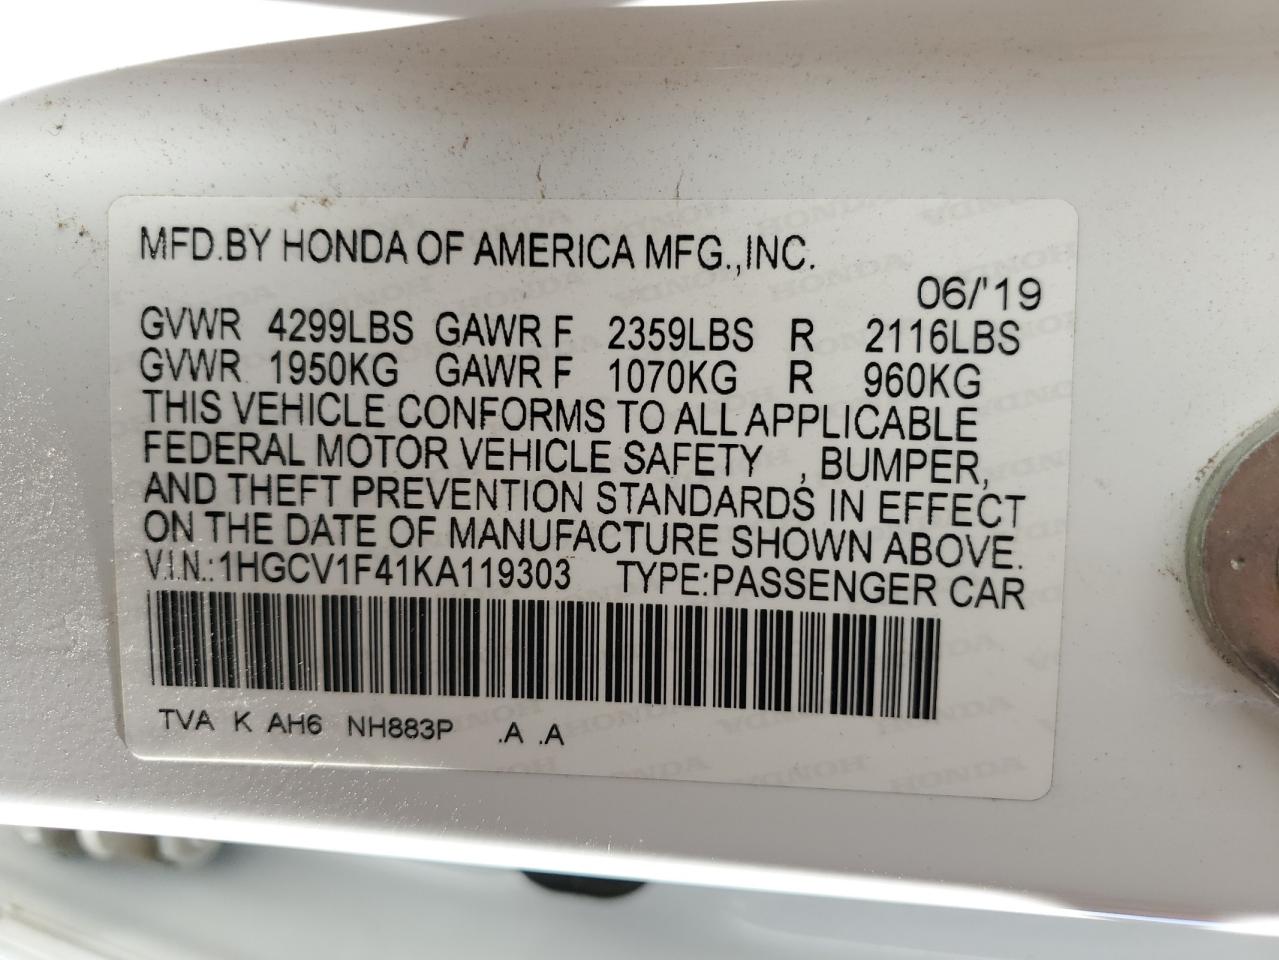 MFD.BY HONDA OF AMERICA MFG.,INC.
06/'19
GVWR 4299LBS GAWR F 2359LBS R 2116LBS
GVWR 1950KG GAWR F 1070KG R 960KG
THIS VEHICLE CONFORMS TO ALL APPLICABLE
FEDERAL MOTOR VEHICLE SAFETY , BUMPER,
AND THEFT PREVENTION STANDARDS IN EFFECT
ON THE DATE OF MANUFACTURE SHOWN ABOVE.
V.I.N.:1HGCV1F41KA119303 TYPE:PASSENGER CAR
TVA K AH6 NH883P .A .A